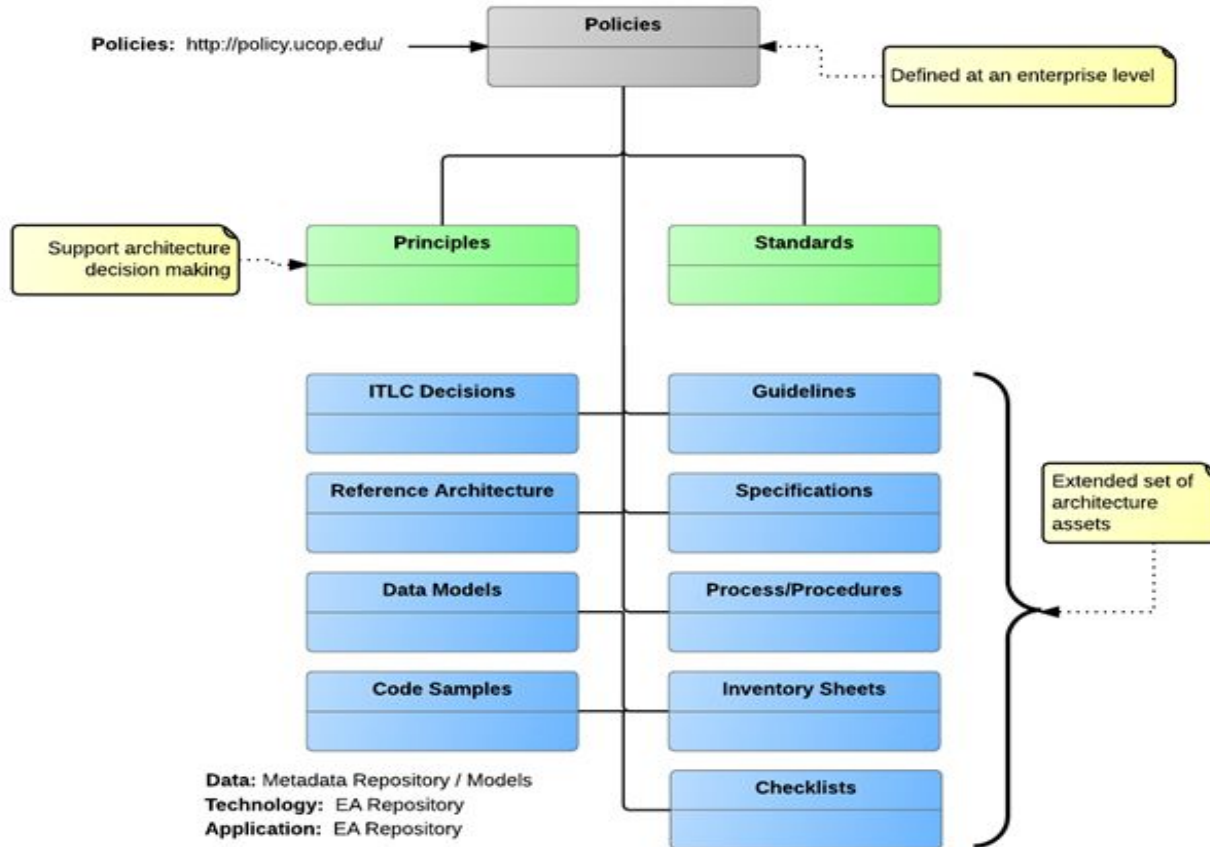 Policies
Policies: http://policy.ucop.edu/
Defined at an enterprise level
Support architecture
decision making
Principles
Standards
ITLC Decisions
Guidelines
Reference Architecture
Specifications
Extended set of
architecture
assets
Data Models
Process/Procedures
Code Samples
Inventory Sheets
Data: Metadata Repository / Models
Technology: EA Repository
Application: EA Repository
Checklists